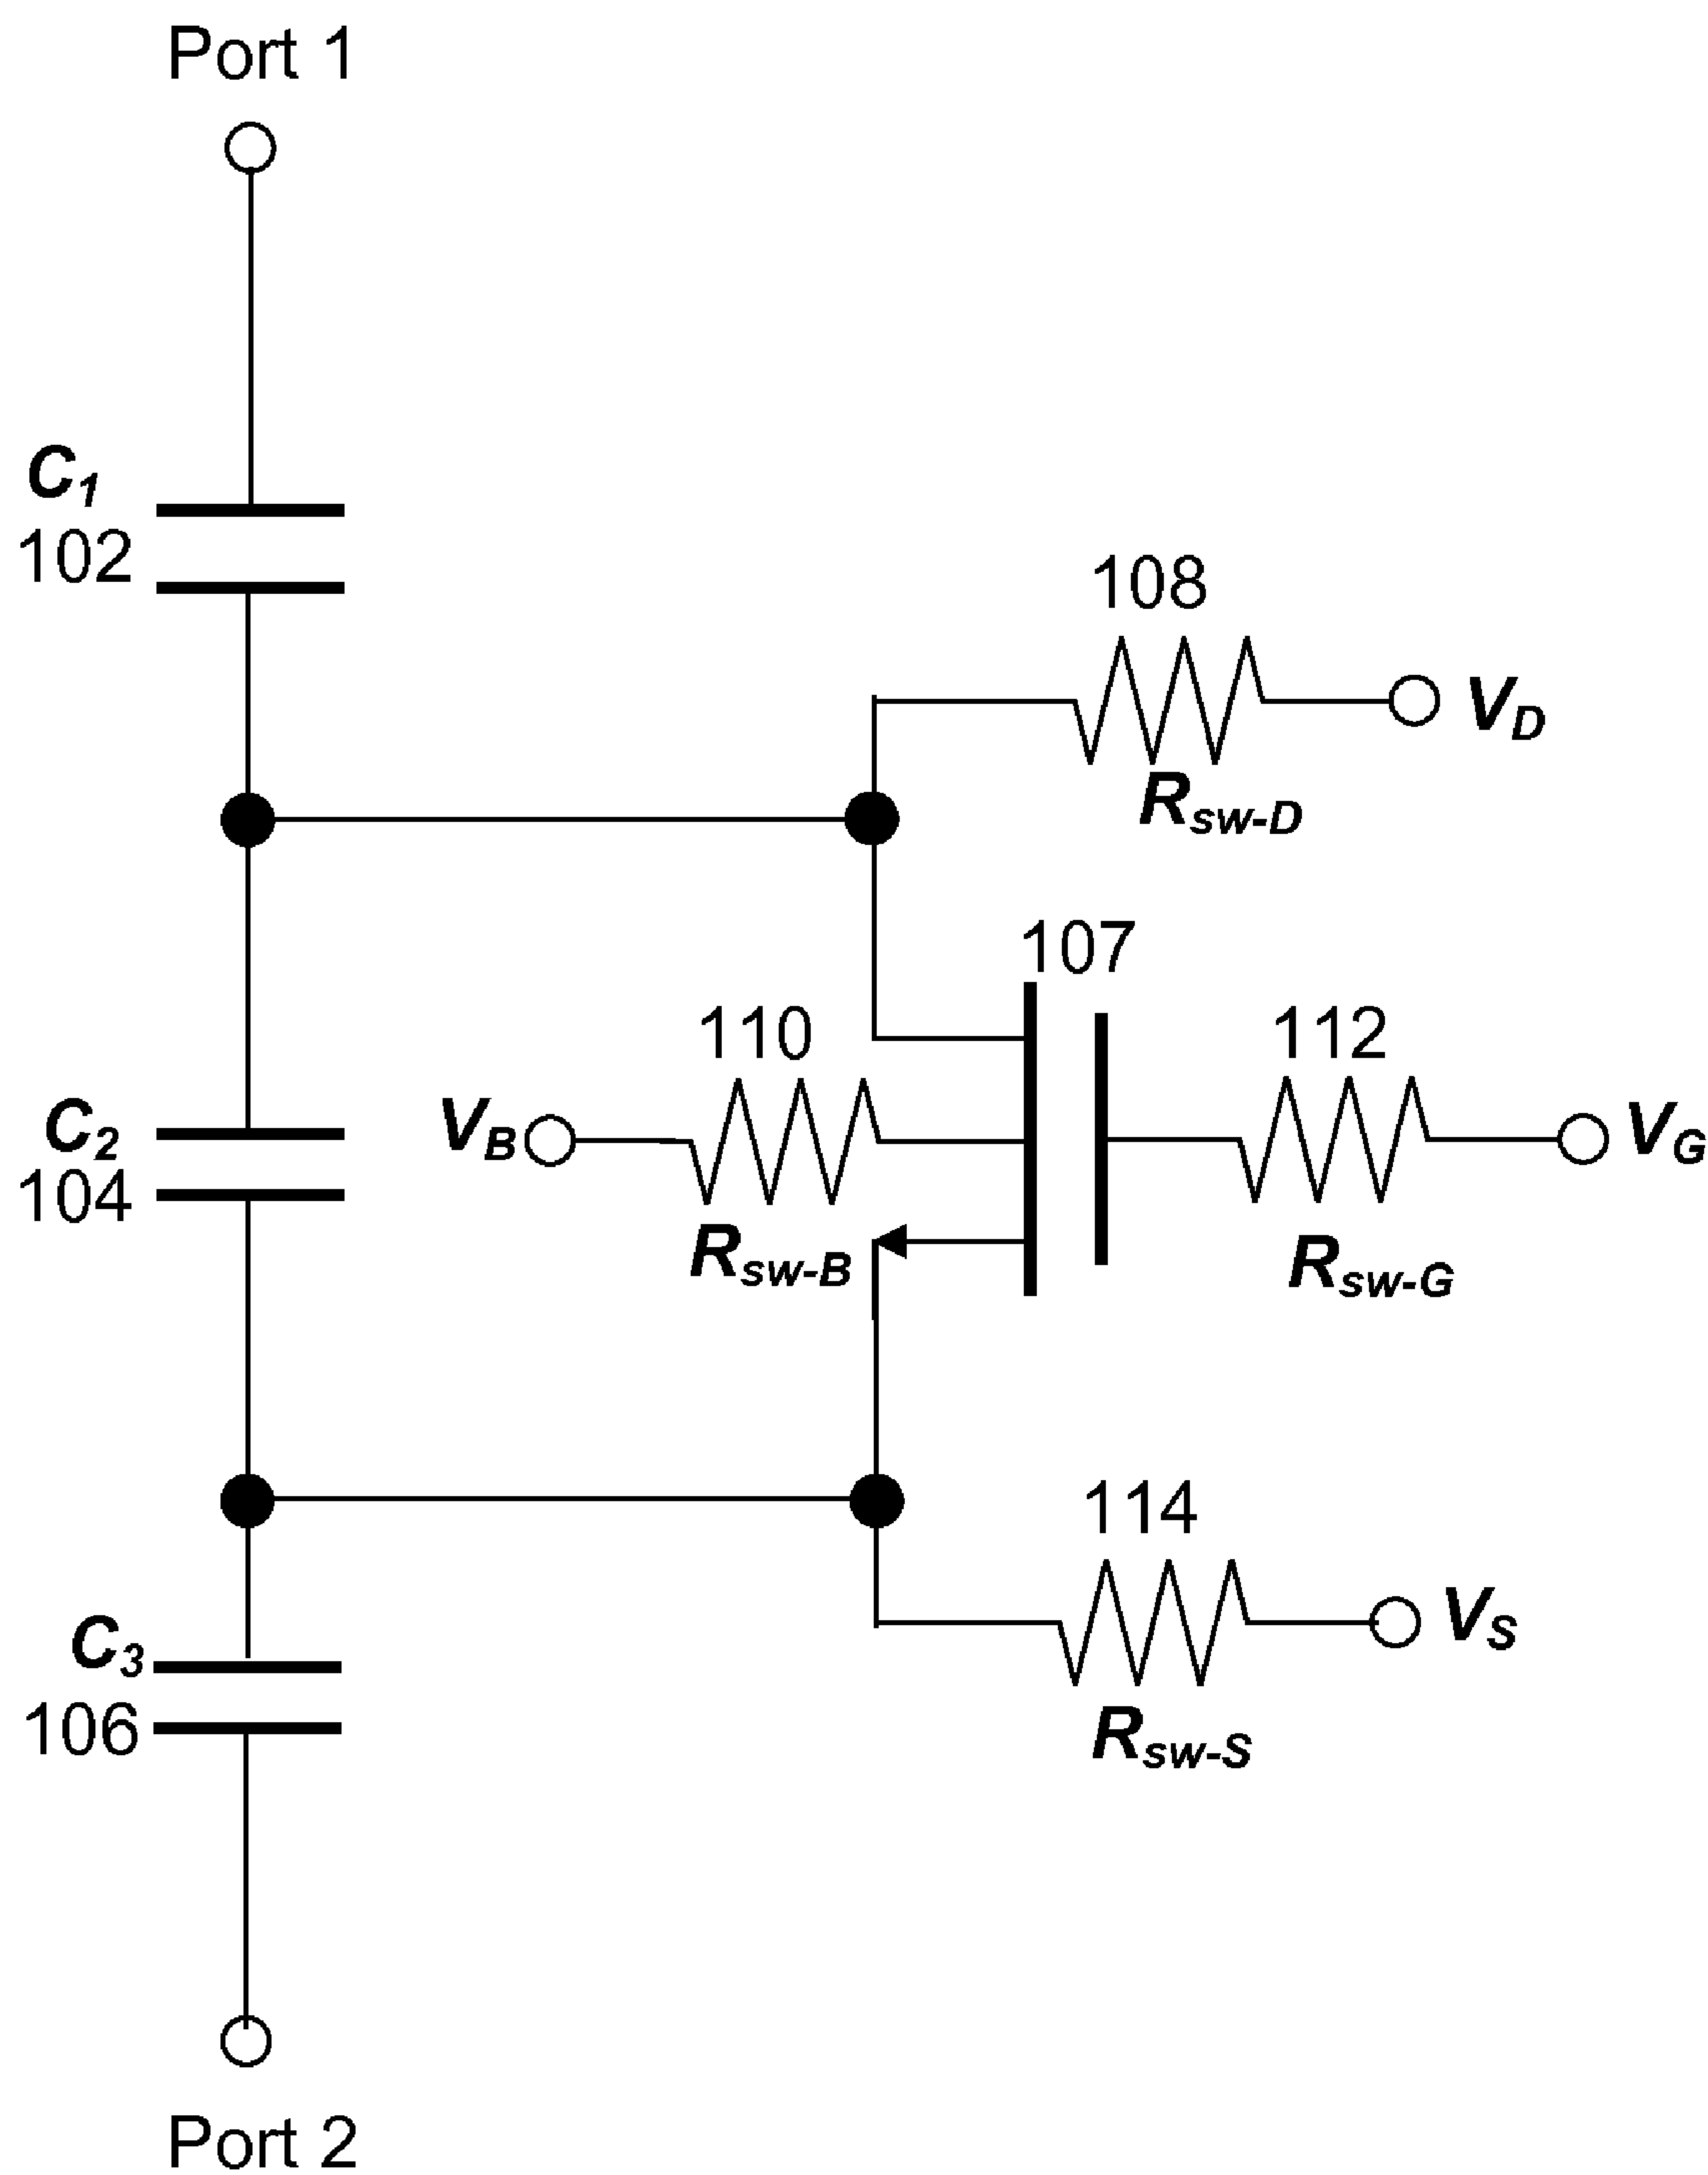 Port 1
C1
102
108
VD
Rsw-D
107
110
112
C2
104
VB
VG
Rsw-B
Rsw-G
114
C3
106
VS
Rsw-S
Port 2